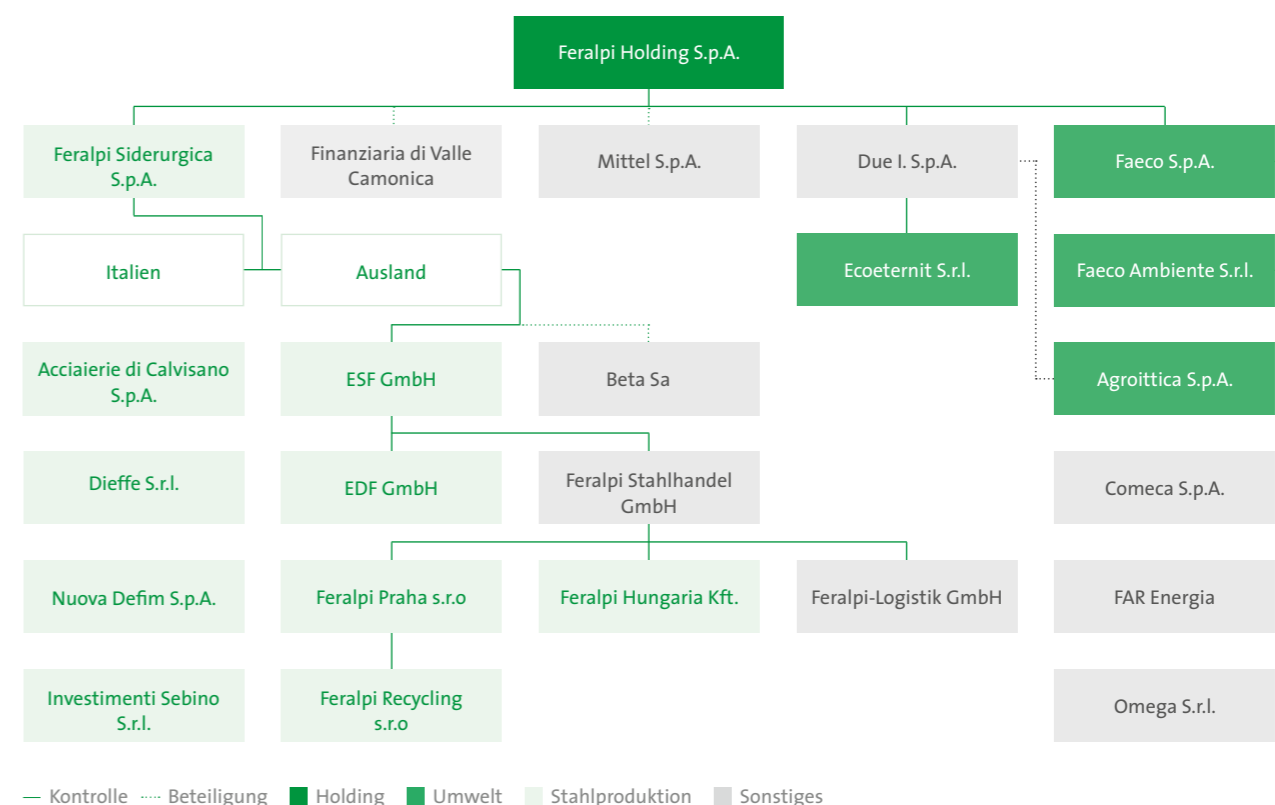 Feralpi Holding S.p.A.
Feralpi Siderurgica
S.p.A.
Finanziaria di Valle
Camonica
Mittel S.p.A.
Due I. S.p.A.
Faeco S.p.A.
Italien
Ausland
Ecoeternit S.r.l.
Faeco Ambiente S.r.l.
Acciaierie di Calvisano
S.p.A.
ESF GmbH
Beta Sa
Agroittica S.p.A.
Dieffe S.r.l.
EDF GmbH
Feralpi Stahlhandel
GmbH
Comeca S.p.A.
Nuova Defim S.p.A.
Feralpi Praha s.r.o
Feralpi Hungaria Kft.
Feralpi-Logistik GmbH
FAR Energia
Investimenti Sebino
S.r.l.
Feralpi Recycling
s.r.o
Omega S.r.l.
Kontrolle Beteiligung Holding Umwelt Stahlproduktion Sonstiges